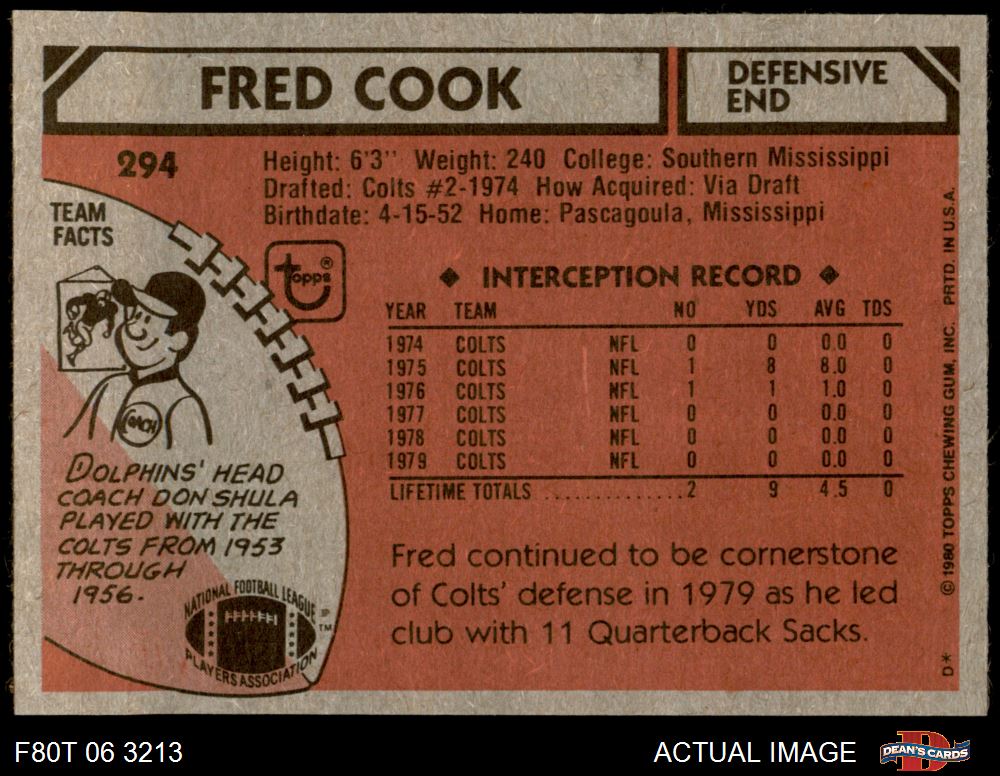 FRED COOK
DEFENSIVE
END
294
Height: 6'3" Weight: 240 College: Southern Mississippi
Drafted: Colts #2-1974 How Acquired: Via Draft
Birthdate: 4-15-52 Home: Pascagoula, Mississippi
TEAM
FACTS
topps®
COACH
DOLPHINS' HEAD
COACH DON SHULA
PLAYED WITH THE
COLTS FROM 1953
THROUGH
1956.
NATIONAL FOOTBALL LEAGUE
PLAYERS ASSOCIATION
TM
◆ INTERCEPTION RECORD ◆
YEAR TEAM NO YDS AVG TDS
1974 COLTS NFL 0 0 0.0 0
1975 COLTS NFL 1 8 8.0 0
1976 COLTS NFL 1 1 1.0 0
1977 COLTS NFL 0 0 0.0 0
1978 COLTS NFL 0 0 0.0 0
1979 COLTS NFL 0 0 0.0 0
LIFETIME TOTALS .............2 9 4.5 0
Fred continued to be cornerstone
of Colts' defense in 1979 as he led
club with 11 Quarterback Sacks.
D* © 1980 TOPPS CHEWING GUM, INC. PRTD. IN U.S.A.
F80T 06 3213
ACTUAL IMAGE
DEAN'S CARDS